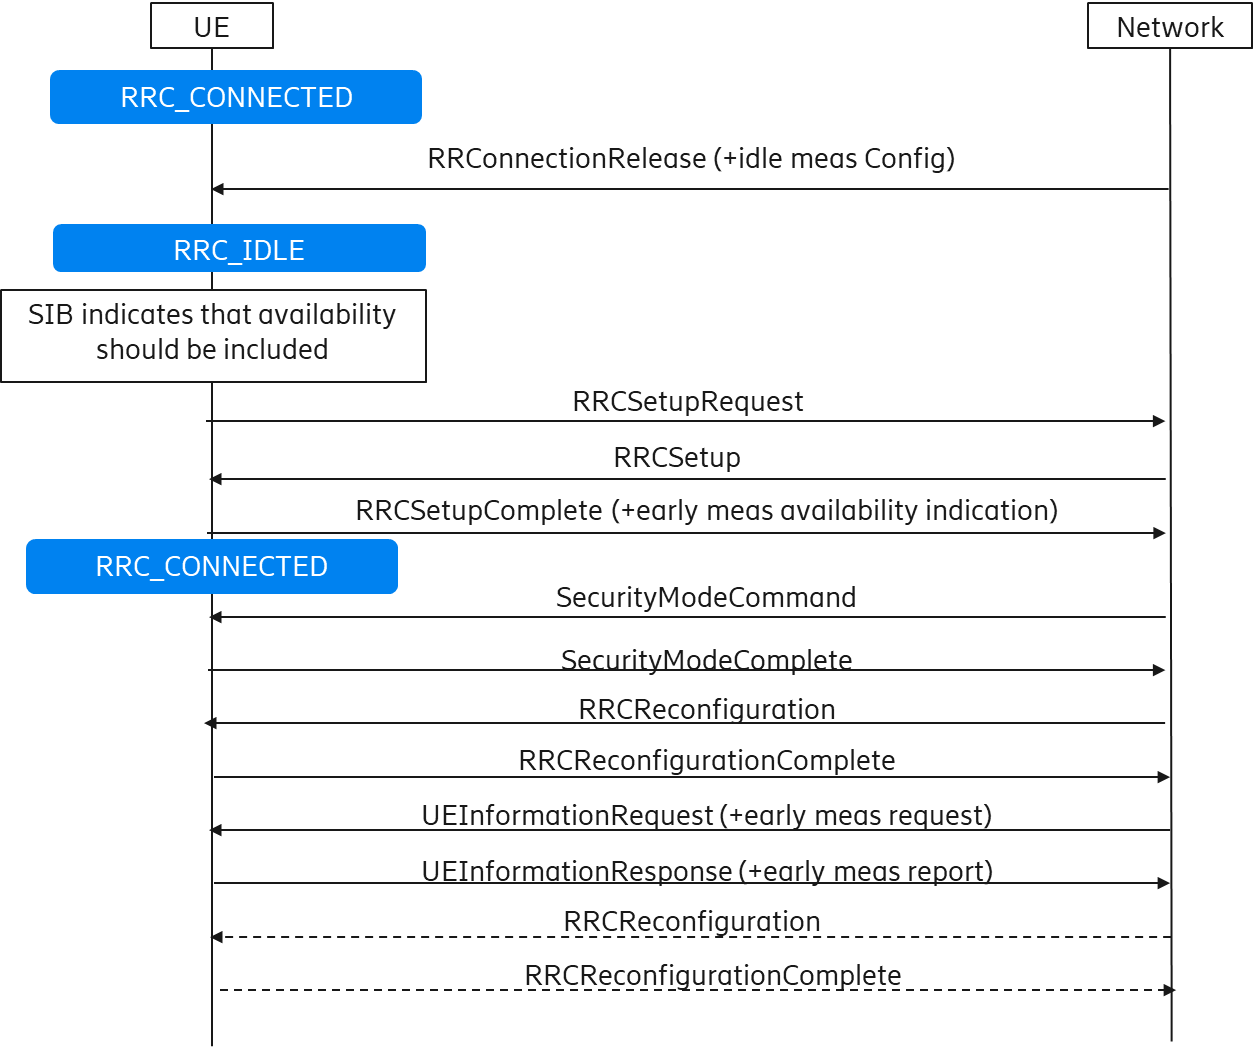 UE
Network
RRC_CONNECTED
RRConnectionRelease (+idle meas Config)
RRC_IDLE
SIB indicates that availability
should be included
RRCSetupRequest
RRCSetup
RRCSetupComplete (+early meas availability indication)
RRC_CONNECTED
SecurityModeCommand
SecurityModeComplete
RRCReconfiguration
RRCReconfigurationComplete
UEInformationRequest (+early meas request)
UEInformationResponse (+early meas report)
RRCReconfiguration
RRCReconfigurationComplete